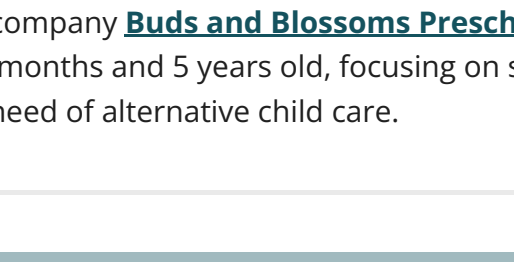 company Buds and Blossoms Presch
months and 5 years old, focusing on s
need of alternative child care.